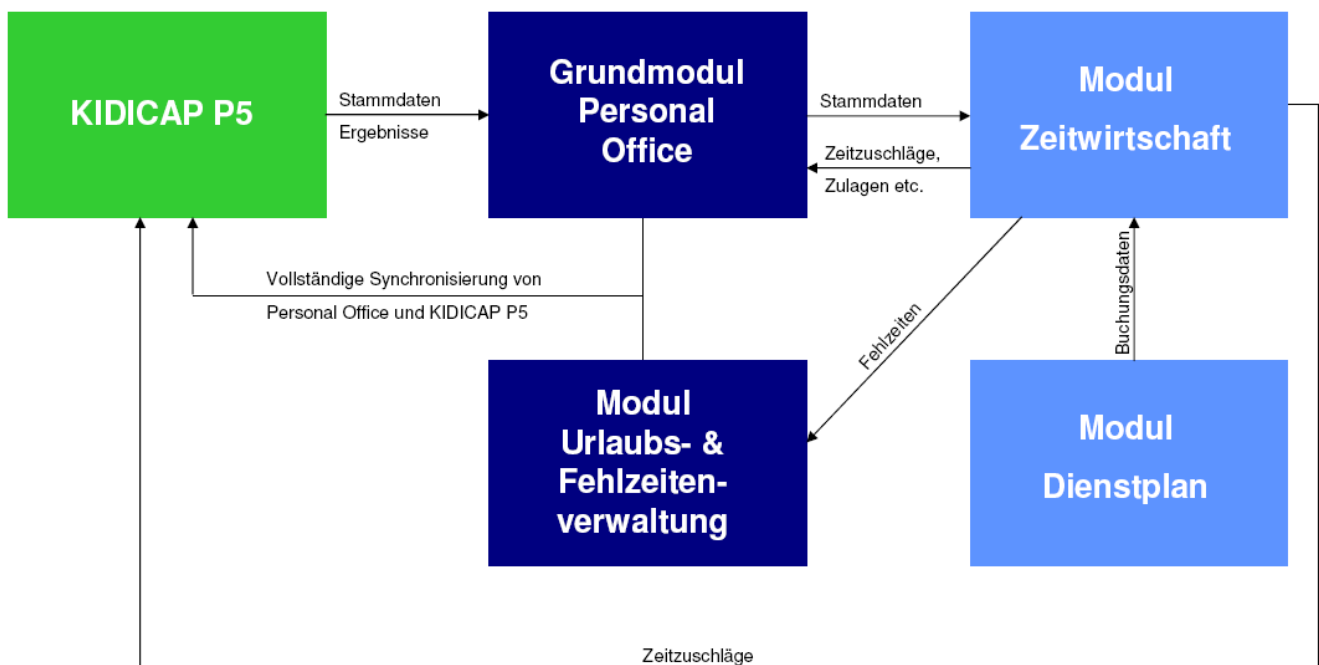 KIDICAP P5
Stammdaten
Ergebnisse
Grundmodul
Personal
Office
Stammdaten
Zeitzuschläge,
Zulagen etc.
Modul
Zeitwirtschaft
Vollständige Synchronisierung von
Personal Office und KIDICAP P5
Fehlzeiten
Buchungsdaten
Modul
Urlaubs- &
Fehlzeiten-
verwaltung
Modul
Dienstplan
Zeitzuschläge